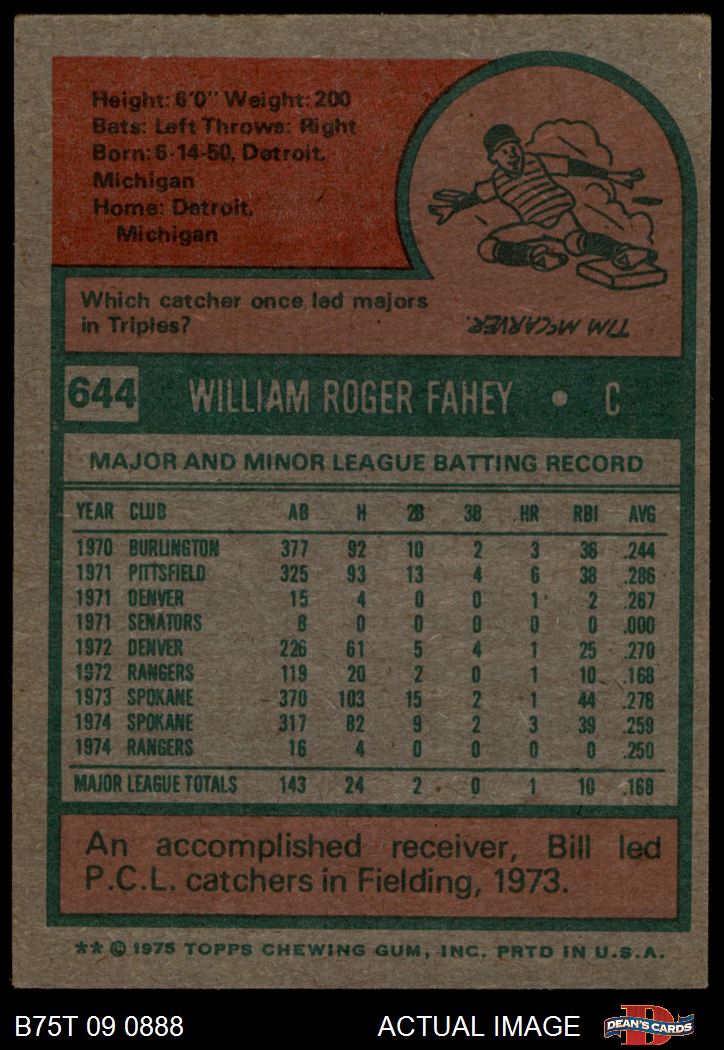 Height: 6'0" Weight: 200
Bats: Left Throws: Right
Born: 6-14-50, Detroit,
Michigan
Home: Detroit,
Michigan
Which catcher once led majors
in Triples?
TIM McCARVER.
644 WILLIAM ROGER FAHEY • C
MAJOR AND MINOR LEAGUE BATTING RECORD
YEAR CLUB AB H 2B 3B HR RBI AVG
1970 BURLINGTON 377 92 10 2 3 36 .244
1971 PITTSFIELD 325 93 13 4 6 38 .286
1971 DENVER 15 4 0 0 1 2 .267
1971 SENATORS 8 0 0 0 0 0 .000
1972 DENVER 226 61 5 4 1 25 .270
1972 RANGERS 119 20 2 0 1 10 .168
1973 SPOKANE 370 103 15 2 1 44 .278
1974 SPOKANE 317 82 9 2 3 39 .259
1974 RANGERS 16 4 0 0 0 0 .250
MAJOR LEAGUE TOTALS 143 24 2 0 1 10 .168
An accomplished receiver, Bill led
P.C.L. catchers in Fielding, 1973.
** © 1975 TOPPS CHEWING GUM, INC. PRTD IN U.S.A.
B75T 09 0888 ACTUAL IMAGE DEAN'S CARDS